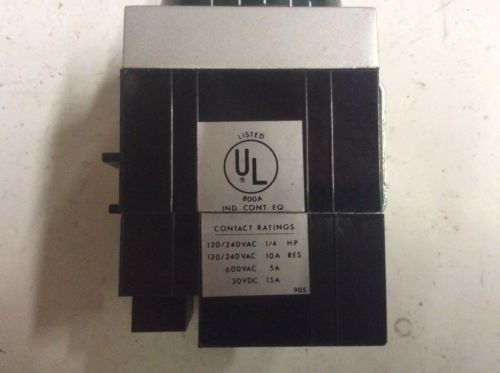 LISTED
UL
®
800A
IND. CONT. EQ
CONTACT RATINGS
120/240VAC 1/4 HP
120/240VAC 10A RES
600VAC 5A
30VDC 15A
905